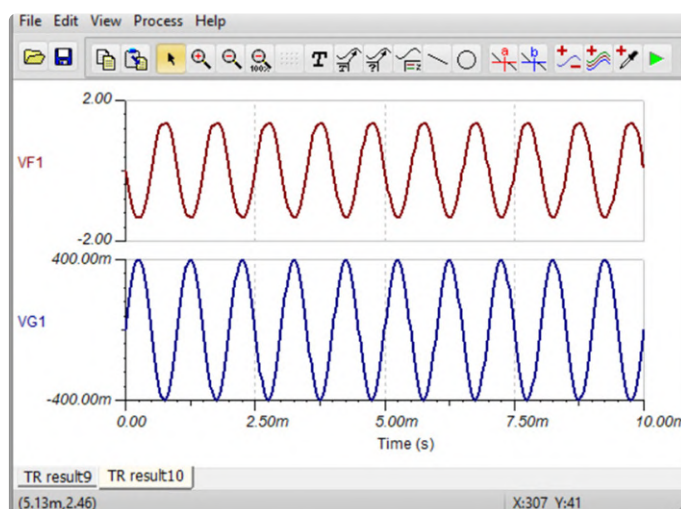 File Edit View Process Help
100%
T
a
b
2.00
VF1
-2.00
400.00m
VG1
-400.00m
0.00 2.50m 5.00m 7.50m 10.00m
Time (s)
TR result9 TR result10
(5.13m,2.46) X:307 Y:41